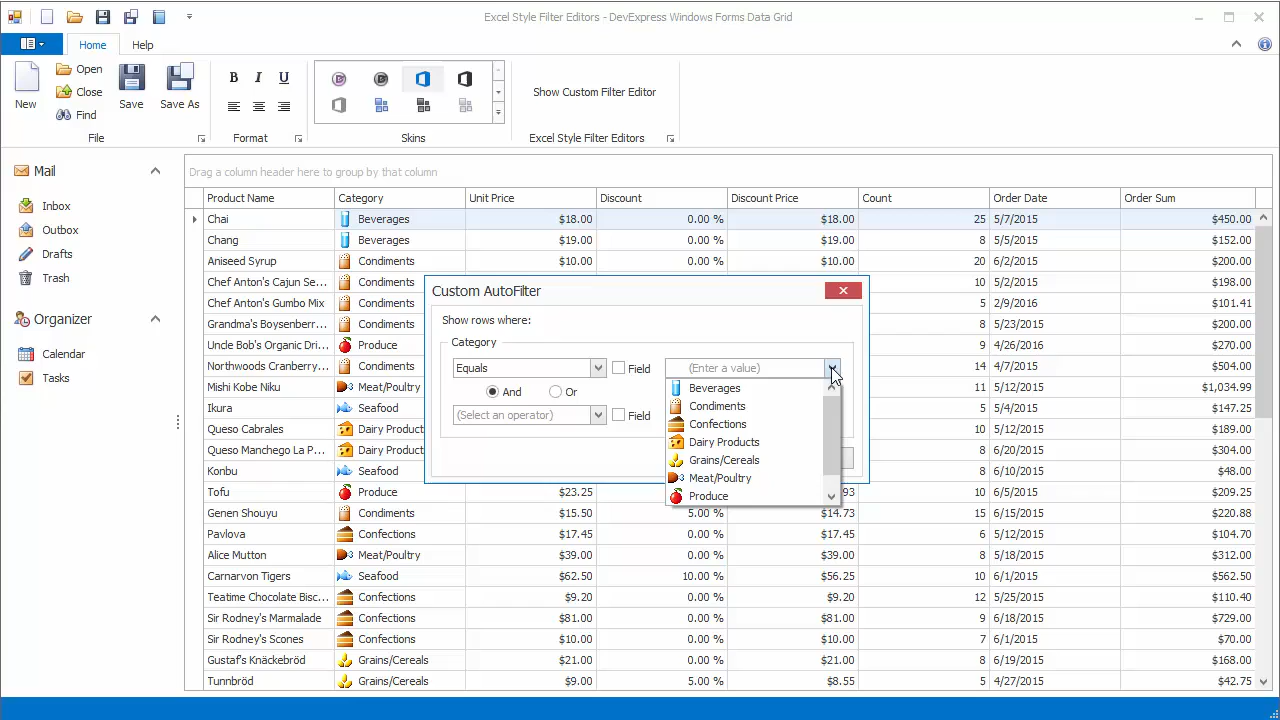 Excel Style Filter Editors - DevExpress Windows Forms Data Grid
Home Help
New Open Close Find Save Save As
B I U
Show Custom Filter Editor
File Format Skins Excel Style Filter Editors
Mail
Inbox
Outbox
Drafts
Trash
Organizer
Calendar
Tasks
Drag a column header here to group by that column
Product Name Category Unit Price Discount Discount Price Count Order Date Order Sum
Chai Beverages $18.00 0.00 % $18.00 25 5/7/2015 $450.00
Chang Beverages $19.00 0.00 % $19.00 8 5/5/2015 $152.00
Aniseed Syrup Condiments $10.00 0.00 % $10.00 20 6/2/2015 $200.00
Chef Anton's Cajun Se... Condiments 10 5/2/2015 $198.00
Chef Anton's Gumbo Mix Condiments 5 2/9/2016 $101.41
Grandma's Boysenberr... Condiments 8 5/23/2015 $200.00
Uncle Bob's Organic Dri... Produce 9 4/26/2016 $270.00
Northwoods Cranberry... Condiments 14 4/7/2015 $504.00
Mishi Kobe Niku Meat/Poultry 11 5/12/2015 $1,034.99
Ikura Seafood 5 5/4/2015 $147.25
Queso Cabrales Dairy Product 10 5/12/2015 $189.00
Queso Manchego La P... Dairy Product 8 6/20/2015 $304.00
Konbu Seafood 8 6/10/2015 $48.00
Tofu Produce $23.25 93 10 6/5/2015 $209.25
Genen Shouyu Condiments $15.50 5.00 % $14.73 15 6/15/2015 $220.88
Pavlova Confections $17.45 0.00 % $17.45 6 5/12/2015 $104.70
Alice Mutton Meat/Poultry $39.00 0.00 % $39.00 8 5/18/2015 $312.00
Carnarvon Tigers Seafood $62.50 10.00 % $56.25 10 6/1/2015 $562.50
Teatime Chocolate Bisc... Confections $9.20 0.00 % $9.20 12 5/25/2015 $110.40
Sir Rodney's Marmalade Confections $81.00 0.00 % $81.00 9 6/18/2015 $729.00
Sir Rodney's Scones Confections $10.00 0.00 % $10.00 7 6/1/2015 $70.00
Gustaf's Knäckebröd Grains/Cereals $21.00 0.00 % $21.00 8 6/19/2015 $168.00
Tunnbröd Grains/Cereals $9.00 5.00 % $8.55 5 4/27/2015 $42.75
Custom AutoFilter
Show rows where:
Category
Equals Field (Enter a value)
And Or
(Select an operator) Field
Beverages
Condiments
Confections
Dairy Products
Grains/Cereals
Meat/Poultry
Produce